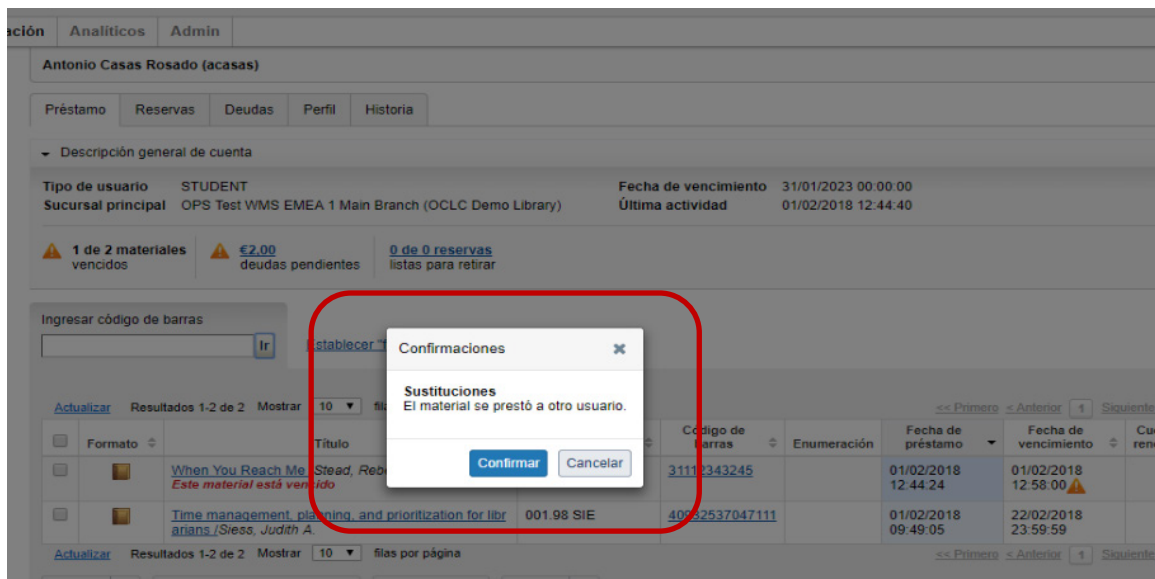 ación Analíticos Admin
Antonio Casas Rosado (acasas)
Préstamo Reservas Deudas Perfil Historia
Descripción general de cuenta
Tipo de usuario STUDENT Fecha de vencimiento 31/01/2023 00:00:00
Sucursal principal OPS Test WMS EMEA 1 Main Branch (OCLC Demo Library) Última actividad 01/02/2018 12:44:40
1 de 2 materiales €2,00 0 de 0 reservas
vencidos deudas pendientes listas para retirar
Ingresar código de barras
Ir Establecer "f
Confirmaciones
Sustituciones
El material se prestó a otro usuario.
Confirmar Cancelar
Actualizar Resultados 1-2 de 2 Mostrar 10 fil << Primero < Anterior 1 Siguiente
Formato Título Código de barras Enumeración Fecha de préstamo Fecha de vencimiento Cu
ren
When You Reach Me /Stead, Reb 31112343245 01/02/2018 01/02/2018
Este material está vencido 12:44:24 12:58:00
Time management, planning, and prioritization for libr 001.98 SIE 40932537047111 01/02/2018 22/02/2018
arians /Siess, Judith A. 09:49:05 23:59:59
Actualizar Resultados 1-2 de 2 Mostrar 10 filas por página << Primero < Anterior 1 Siguiente